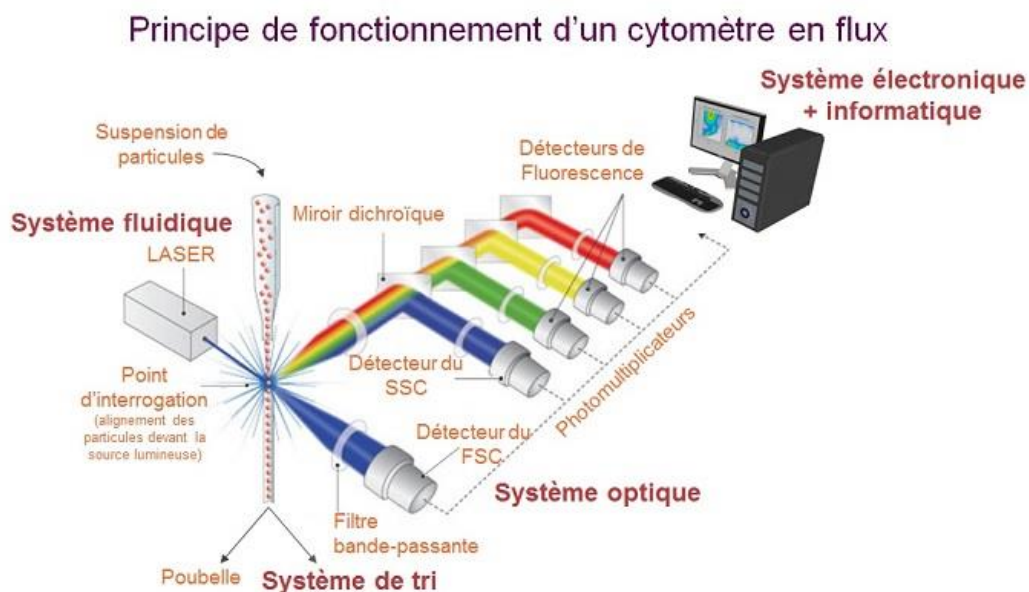 Principe de fonctionnement d'un cytomètre en flux
Système électronique
+ informatique
Suspension de
particules
Détecteurs de
Fluorescence
Miroir dichroïque
Système fluidique
LASER
Point
d'interrogation
(alignement des
particules devant la
source lumineuse)
Détecteur du
SSC
Photomultiplicateurs
Détecteur du
FSC
Système optique
Filtre
bande-passante
Poubelle
Système de tri